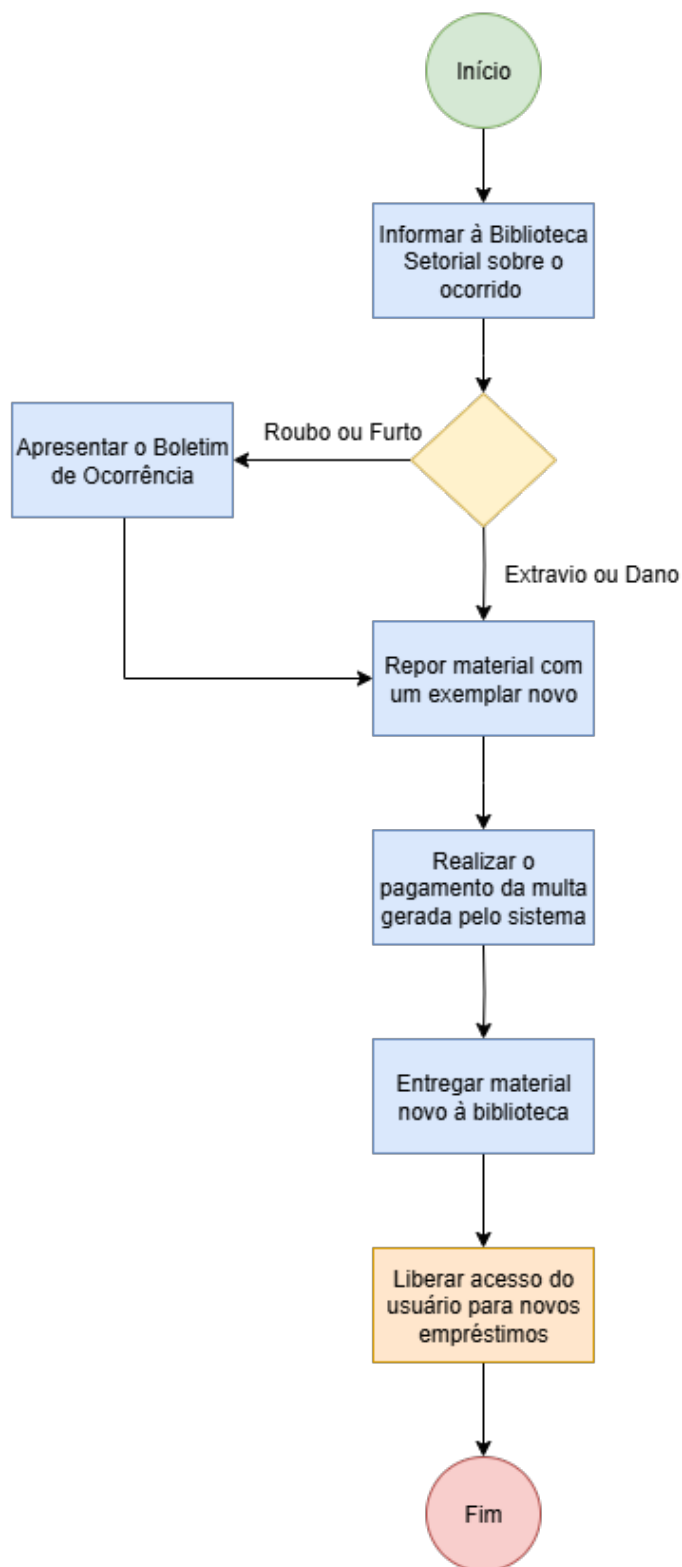 Início
Informar à Biblioteca
Setorial sobre o
ocorrido
Roubo ou Furto
Apresentar o Boletim
de Ocorrência
Extravio ou Dano
Repor material com
um exemplar novo
Realizar o
pagamento da multa
gerada pelo sistema
Entregar material
novo à biblioteca
Liberar acesso do
usuário para novos
empréstimos
Fim